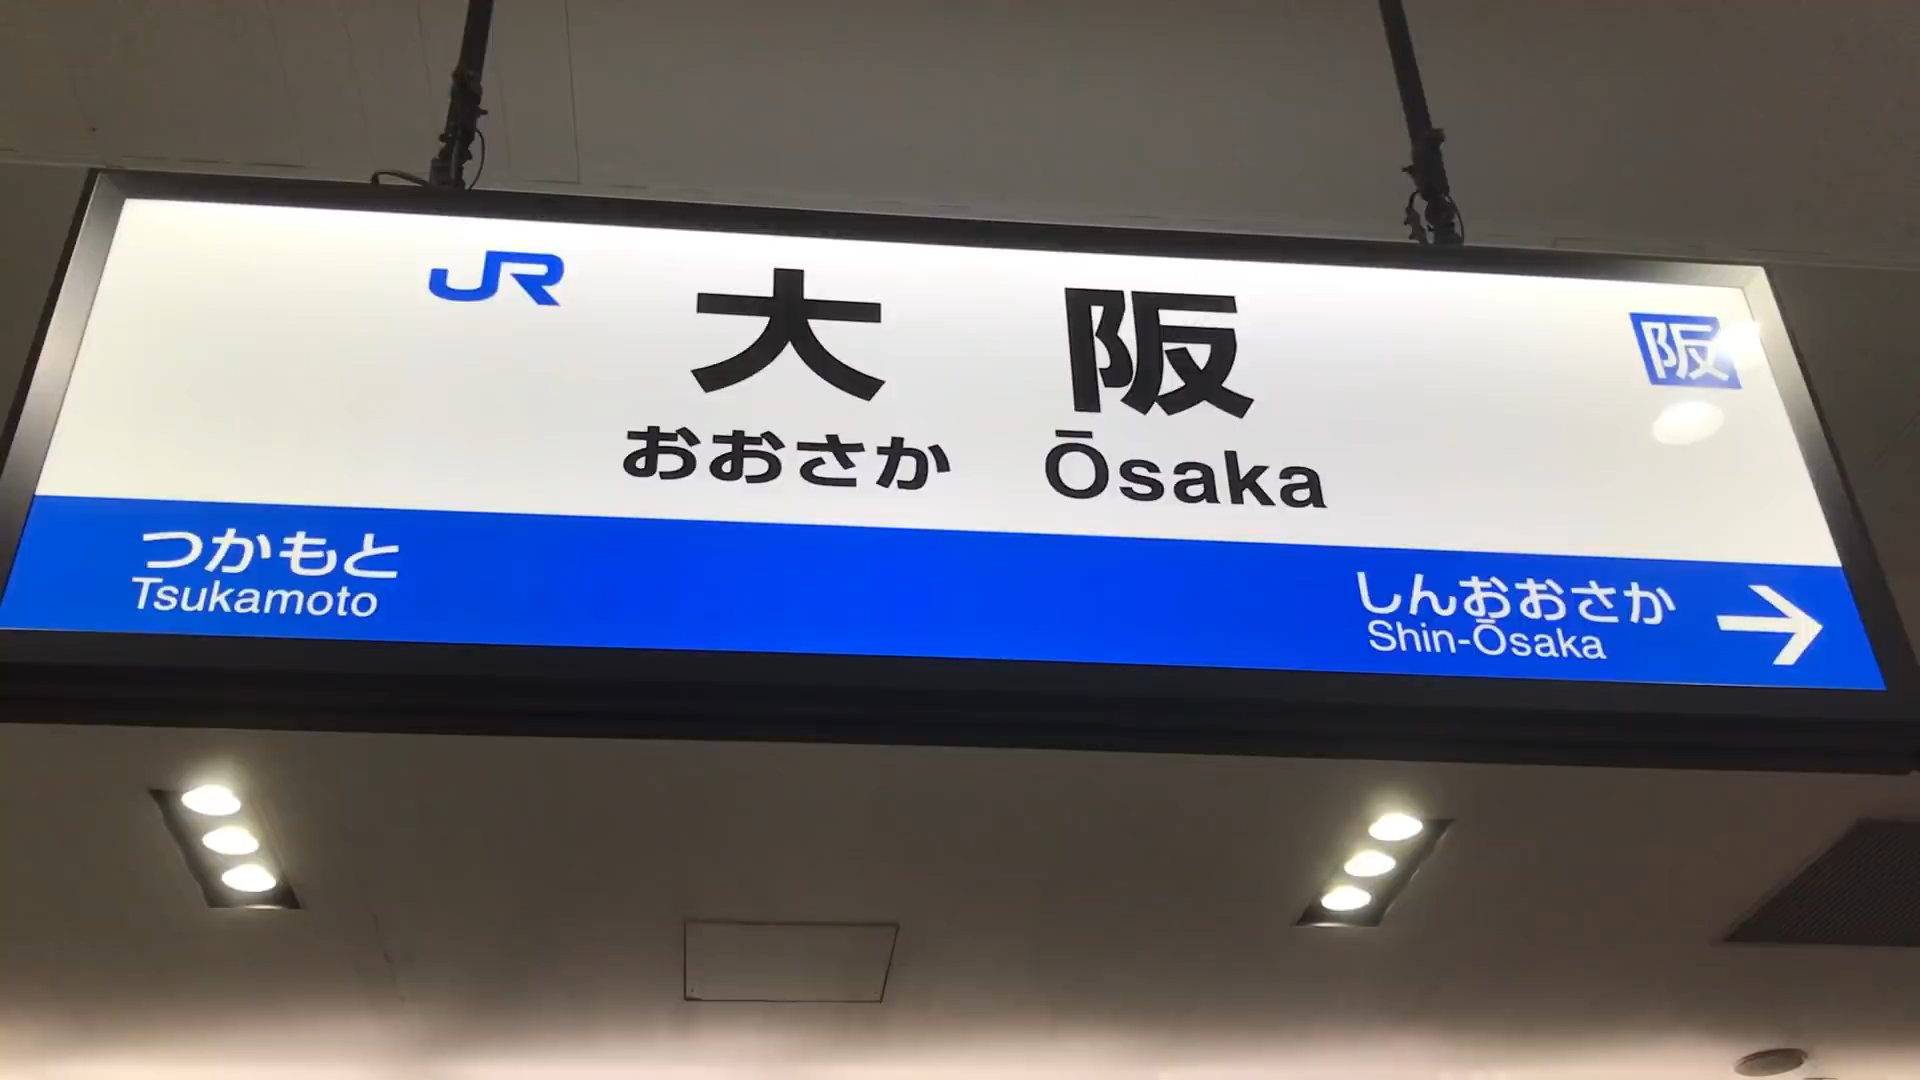 JR
大阪
阪
おおさか Ōsaka
つかもと
Tsukamoto
しんおおさか →
Shin-Ōsaka